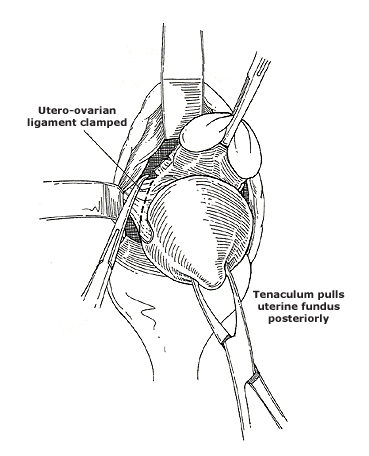 Utero-ovarian
ligament clamped
Tenaculum pulls
uterine fundus
posteriorly